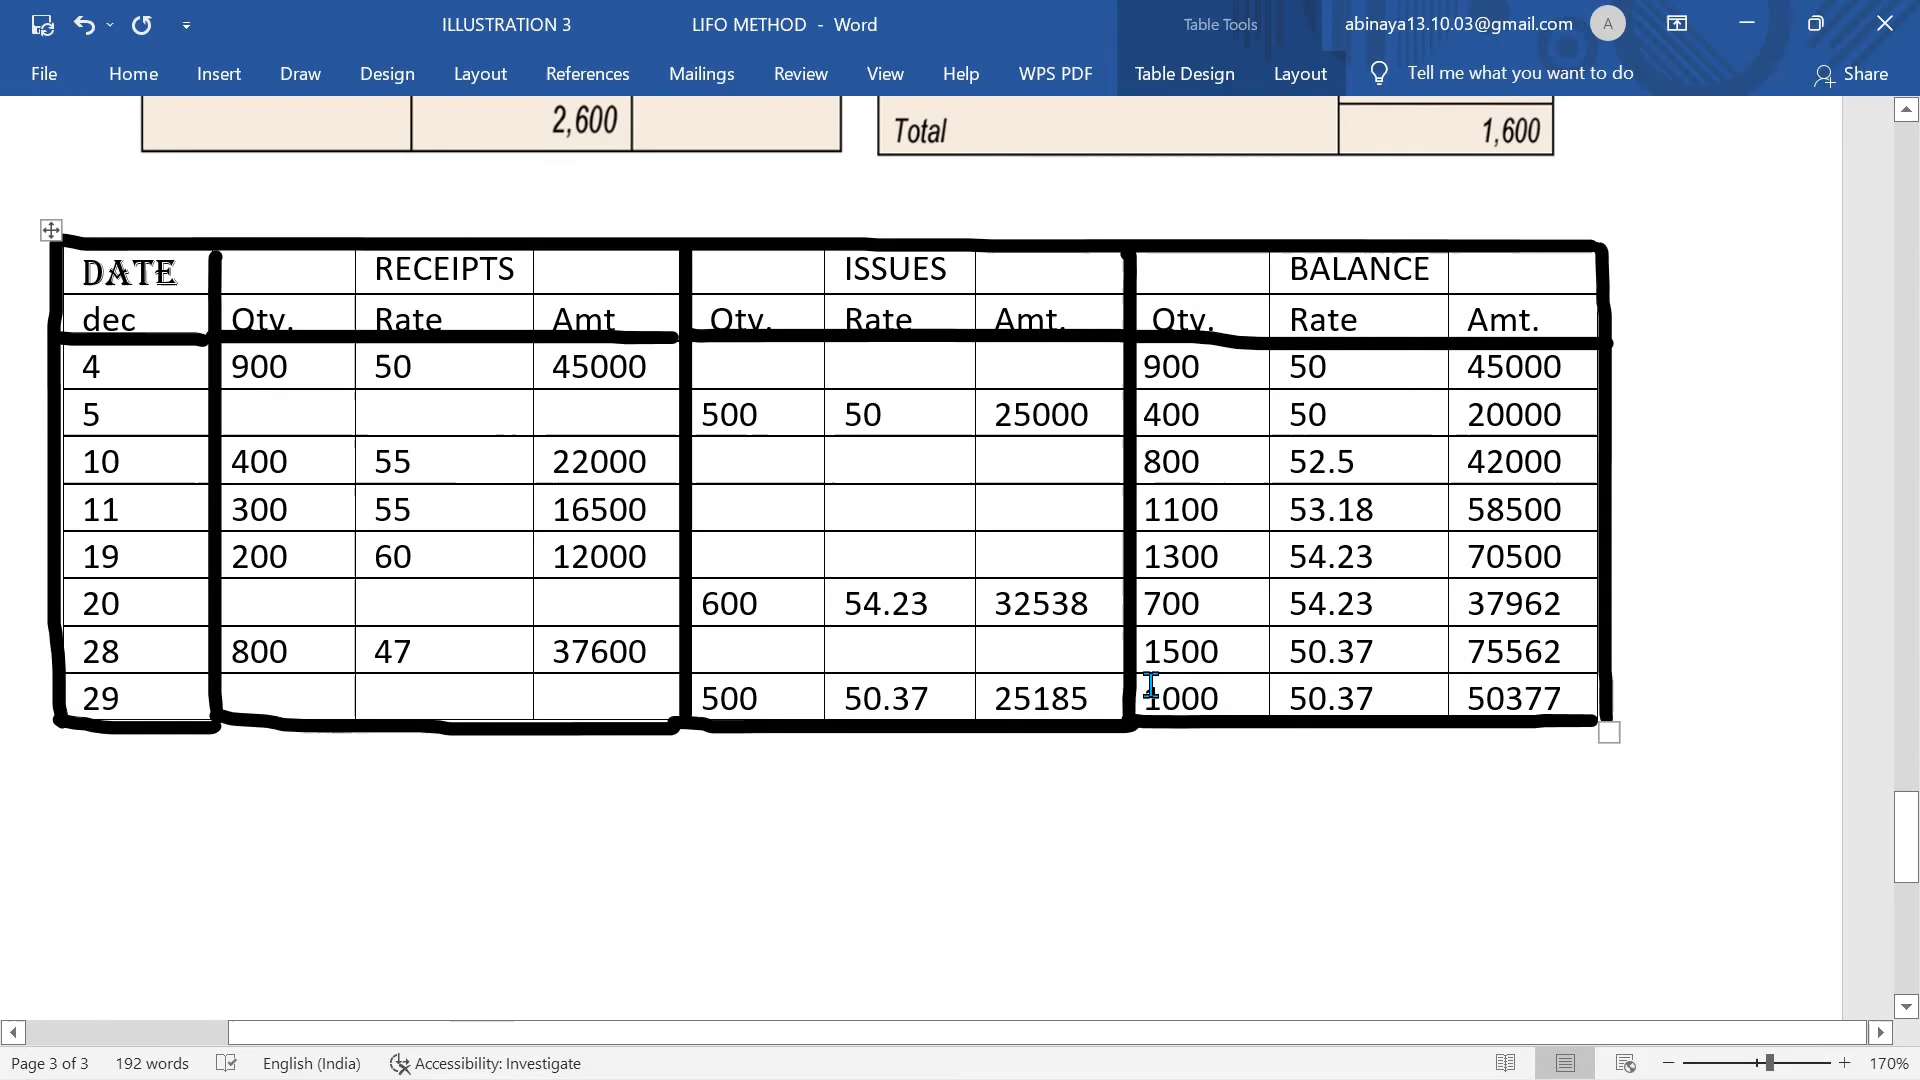 ILLUSTRATION 3 LIFO METHOD - Word Table Tools abinaya13.10.03@gmail.com A
File Home Insert Draw Design Layout References Mailings Review View Help WPS PDF Table Design Layout Tell me what you want to do Share
2,600 Total 1,600
DATE RECEIPTS ISSUES BALANCE
dec Qty. Rate Amt Qty. Rate Amt. Qty. Rate Amt.
4 900 50 45000 900 50 45000
5 500 50 25000 400 50 20000
10 400 55 22000 800 52.5 42000
11 300 55 16500 1100 53.18 58500
19 200 60 12000 1300 54.23 70500
20 600 54.23 32538 700 54.23 37962
28 800 47 37600 1500 50.37 75562
29 500 50.37 25185 1000 50.37 50377
Page 3 of 3 192 words English (India) Accessibility: Investigate 170%